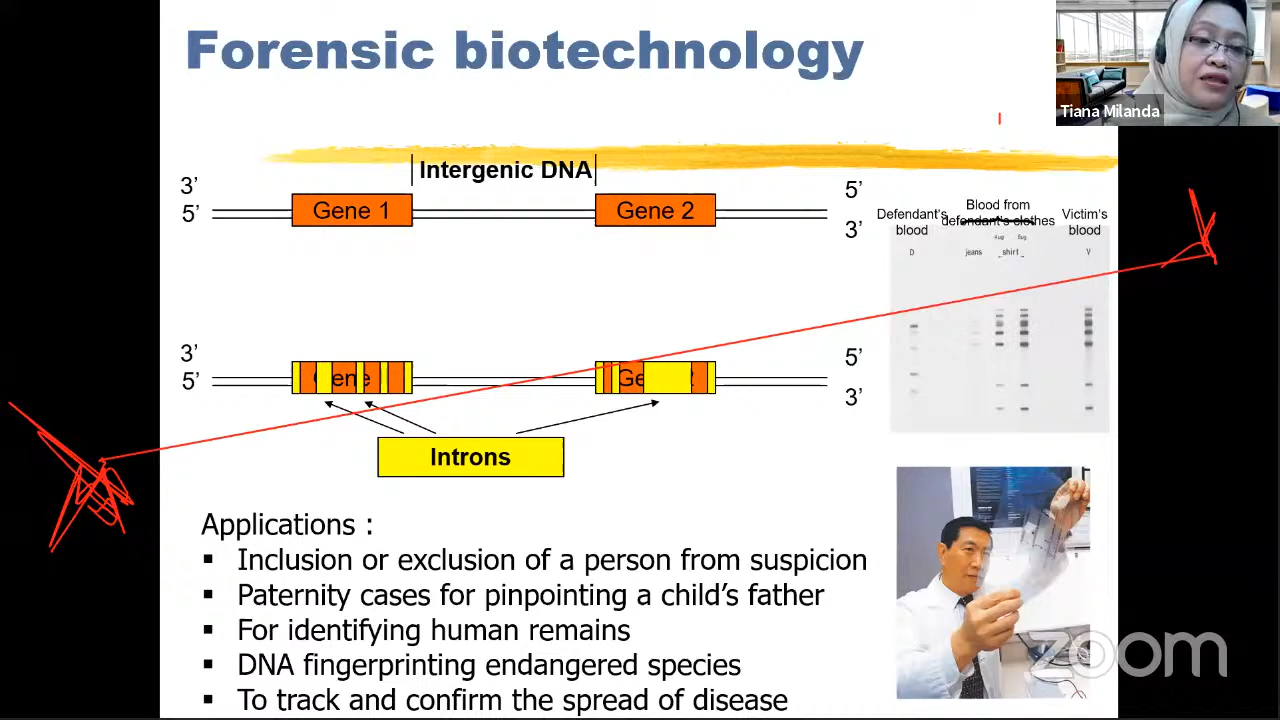 Forensic biotechnology
Tiana Milanda
Intergenic DNA
3’
5’
Gene 1
Gene 2
5’
3’
Defendant’s
blood
Blood from
defendant’s clothes
Victim’s
blood
D
jeans
shirt
V
3’
5’
5’
3’
Introns
Applications :
Inclusion or exclusion of a person from suspicion
Paternity cases for pinpointing a child’s father
For identifying human remains
DNA fingerprinting endangered species
To track and confirm the spread of disease
zoom